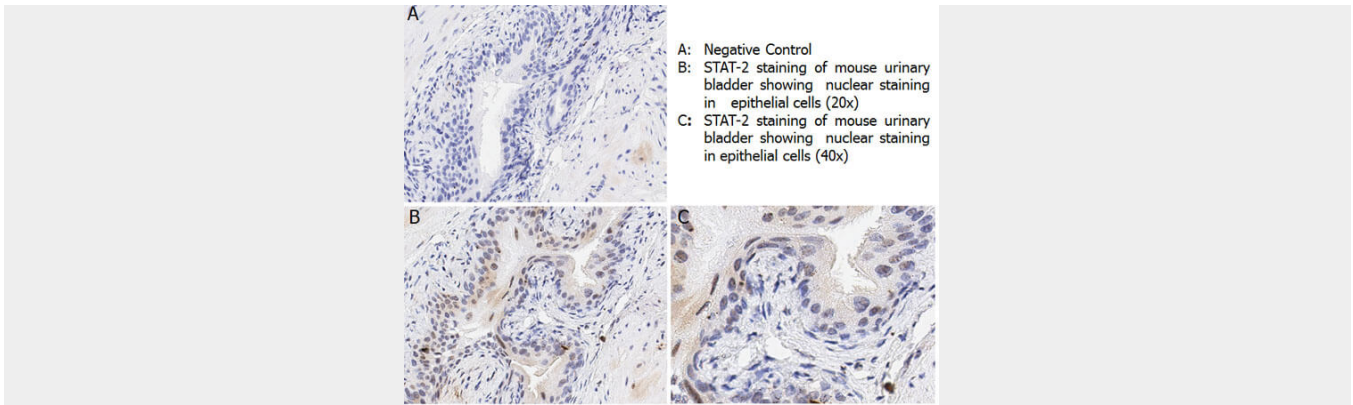 A
A: Negative Control
B: STAT-2 staining of mouse urinary
bladder showing nuclear staining
in epithelial cells (20x)
C: STAT-2 staining of mouse urinary
bladder showing nuclear staining
in epithelial cells (40x)
B
C